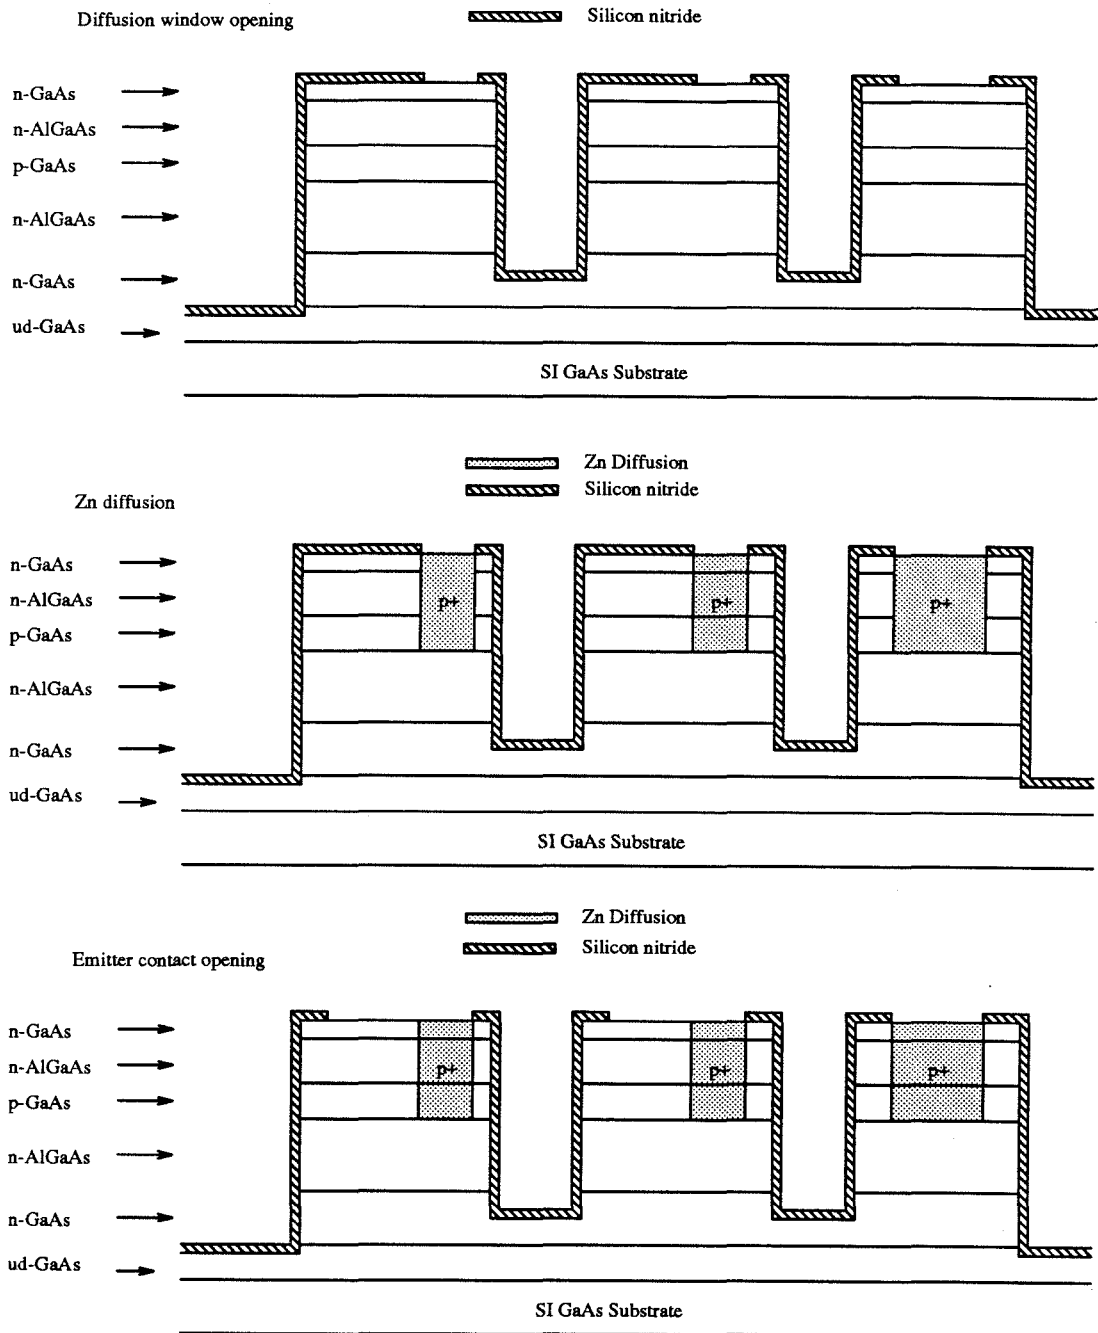 Diffusion window opening
Silicon nitride
n-GaAs
n-AlGaAs
p-GaAs
n-AlGaAs
n-GaAs
ud-GaAs
SI GaAs Substrate
Zn Diffusion
Silicon nitride
Zn diffusion
n-GaAs
n-AlGaAs
p+ p+ p+
p-GaAs
n-AlGaAs
n-GaAs
ud-GaAs
SI GaAs Substrate
Zn Diffusion
Silicon nitride
Emitter contact opening
n-GaAs
n-AlGaAs
p+ p+ p+
p-GaAs
n-AlGaAs
n-GaAs
ud-GaAs
SI GaAs Substrate